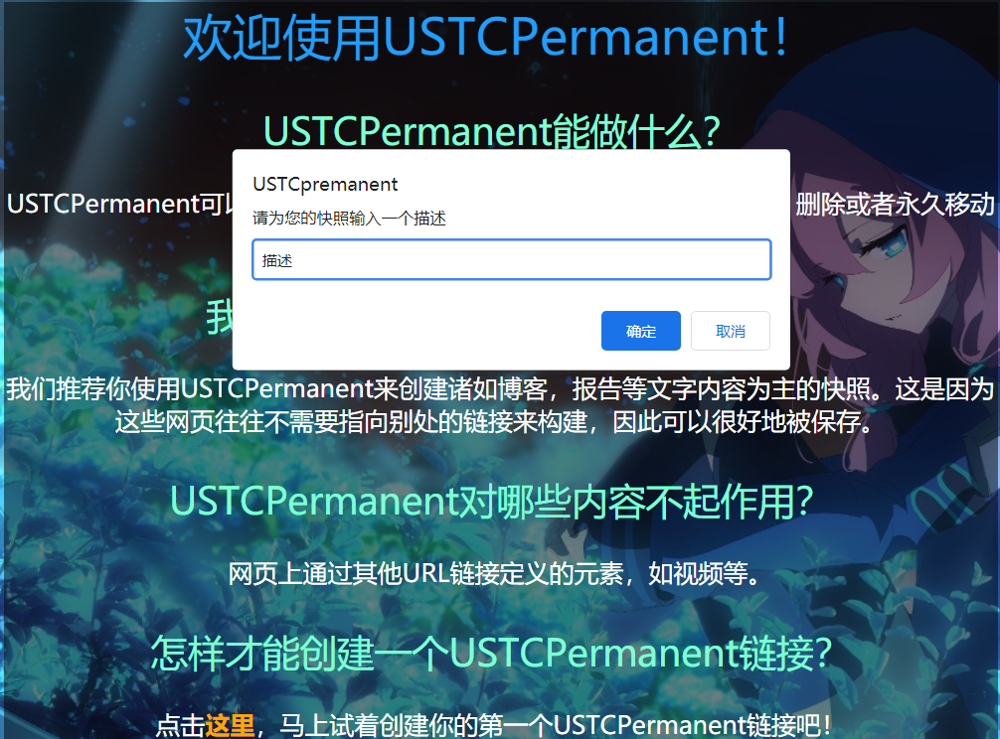 欢迎使用USTCPermanent!
USTCPermanent能做什么?
USTCpremanent
请为您的快照输入一个描述
USTCPermanent可以
删除或者永久移动
描述
我
确定
取消
我们推荐你使用USTCPermanent来创建诸如博客，报告等文字内容为主的快照。这是因为
这些网页往往不需要指向别处的链接来构建，因此可以很好地被保存。
USTCPermanent对哪些内容不起作用?
网页上通过其他URL链接定义的元素，如视频等。
怎样才能创建一个USTCPermanent链接?
点击这里，马上试着创建你的第一个USTCPermanent链接吧!